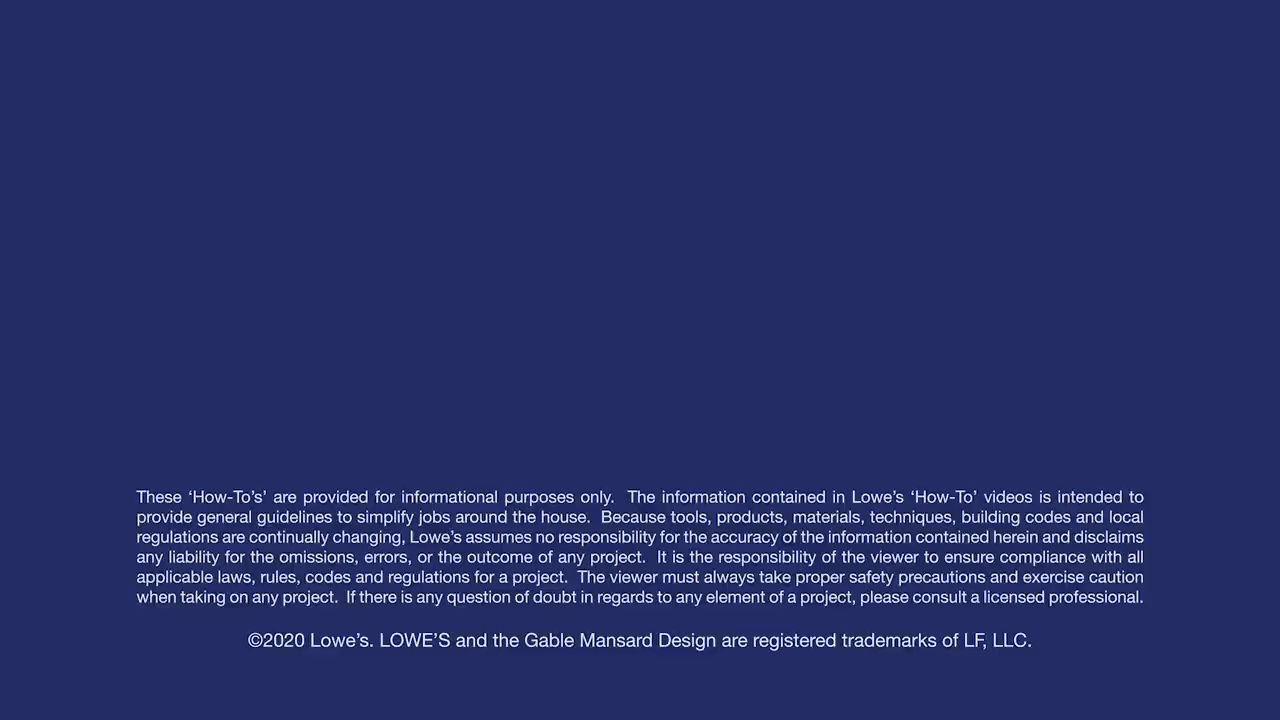 These ‘How-To’s’ are provided for informational purposes only.  The information contained in Lowe’s ‘How-To’ videos is intended to
provide general guidelines to simplify jobs around the house.  Because tools, products, materials, techniques, building codes and local
regulations are continually changing, Lowe’s assumes no responsibility for the accuracy of the information contained herein and disclaims
any liability for the omissions, errors, or the outcome of any project.  It is the responsibility of the viewer to ensure compliance with all
applicable laws, rules, codes and regulations for a project.  The viewer must always take proper safety precautions and exercise caution
when taking on any project.  If there is any question of doubt in regards to any element of a project, please consult a licensed professional.
©2020 Lowe’s. LOWE’S and the Gable Mansard Design are registered trademarks of LF, LLC.